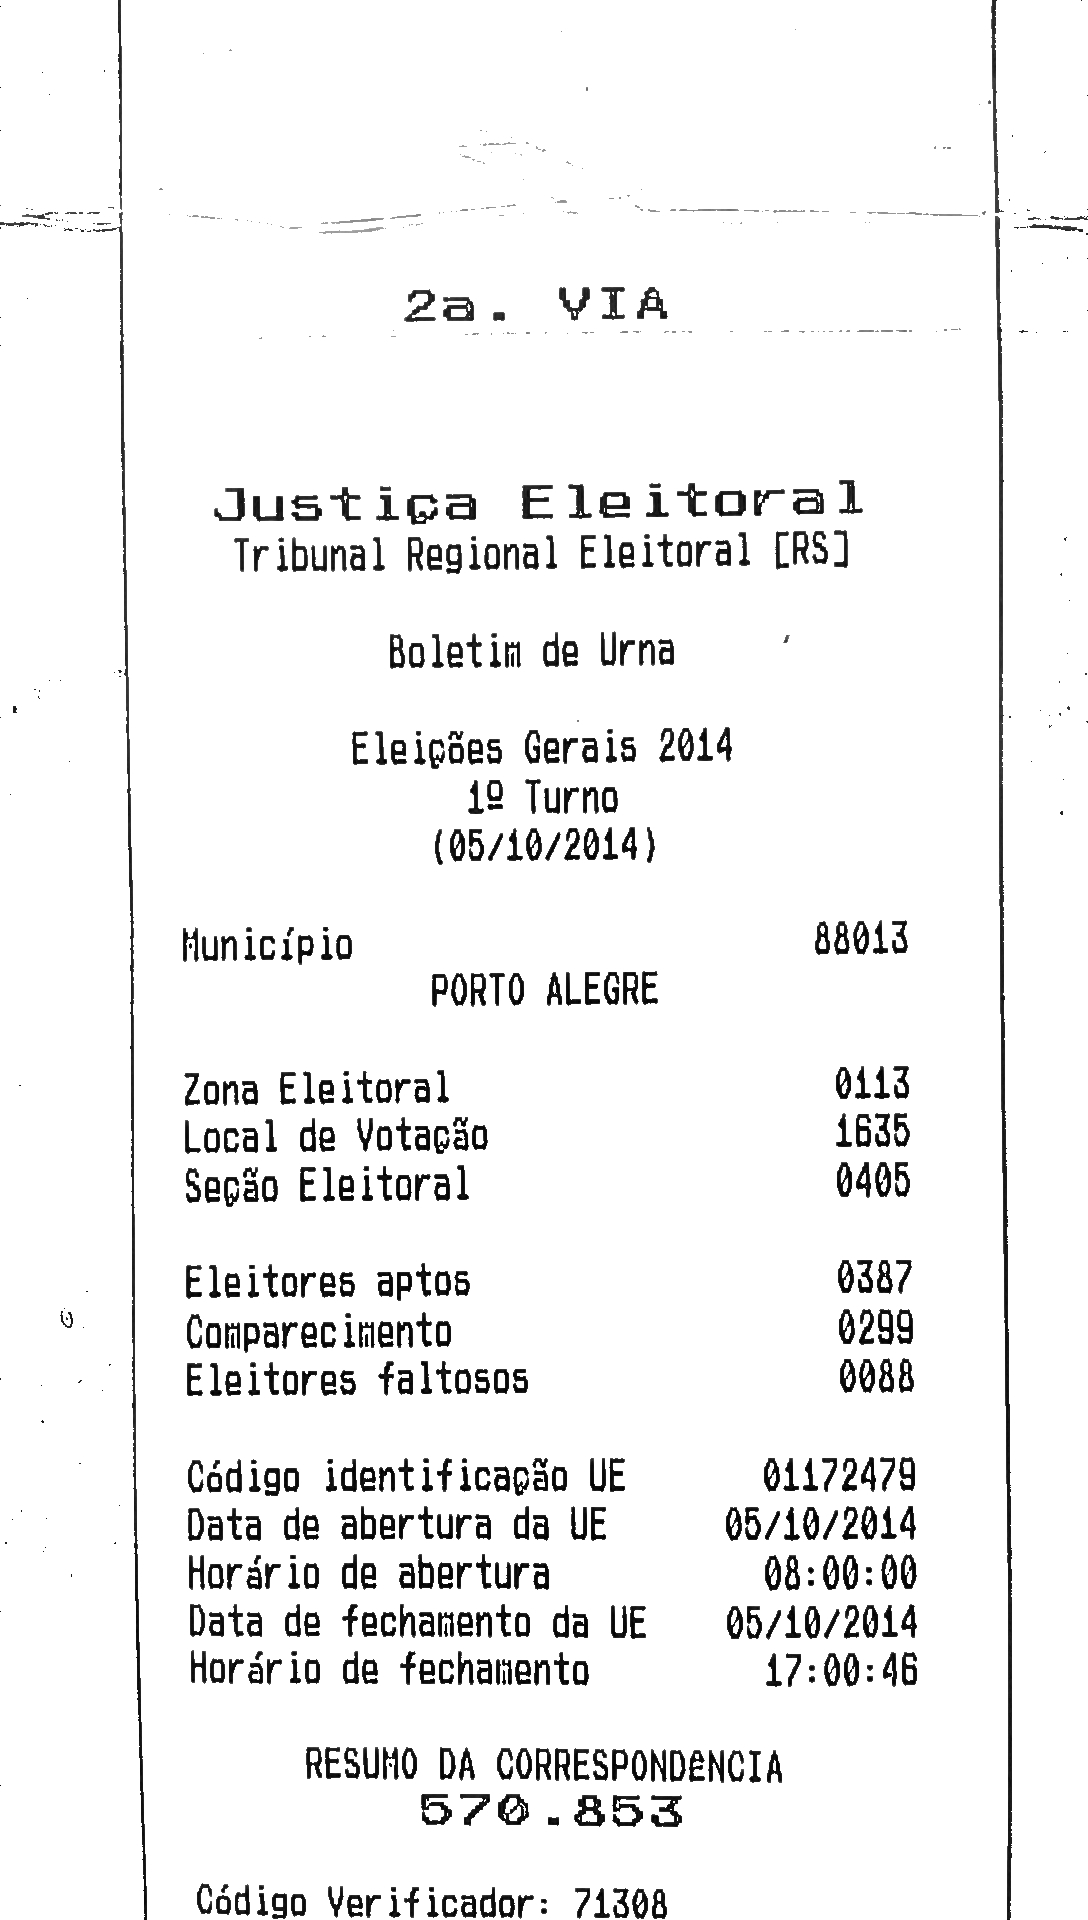 2a. VIA
Justiça Eleitoral
Tribunal Regional Eleitoral [RS]
Boletim de Urna
Eleições Gerais 2014
1º Turno
(05/10/2014)
Município 88013
PORTO ALEGRE
Zona Eleitoral 0113
Local de Votação 1635
Seção Eleitoral 0405
Eleitores aptos 0387
Comparecimento 0299
Eleitores faltosos 0088
Código identificação UE 01172479
Data de abertura da UE 05/10/2014
Horário de abertura 08:00:00
Data de fechamento da UE 05/10/2014
Horário de fechamento 17:00:46
RESUMO DA CORRESPONDêNCIA
570.853
Código Verificador: 71308